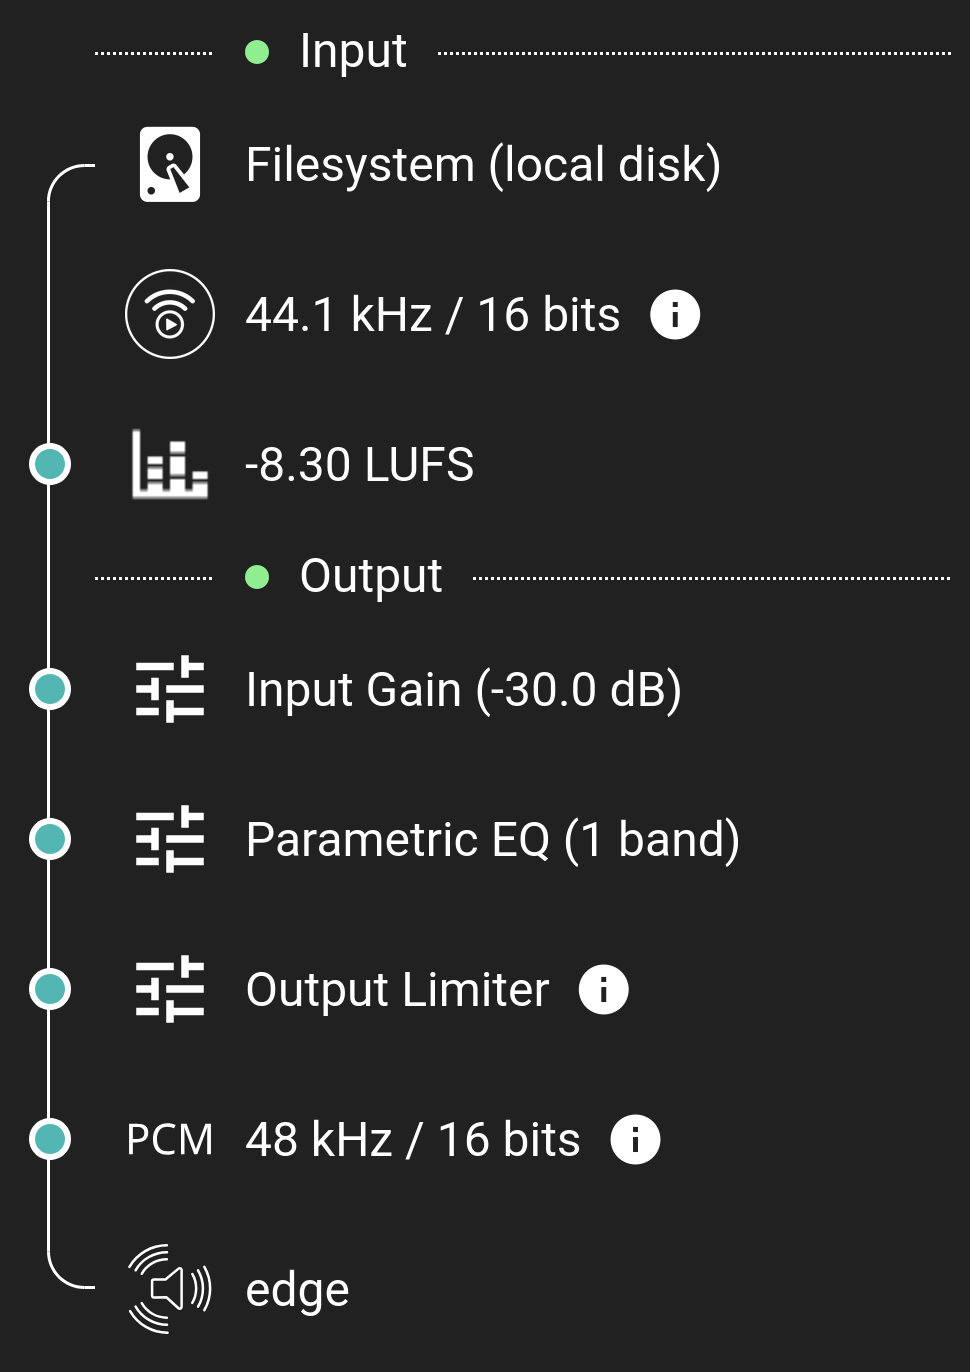 Input
Filesystem (local disk)
44.1 kHz / 16 bits i
-8.30 LUFS
Output
Input Gain (-30.0 dB)
Parametric EQ (1 band)
Output Limiter i
PCM 48 kHz / 16 bits i
edge